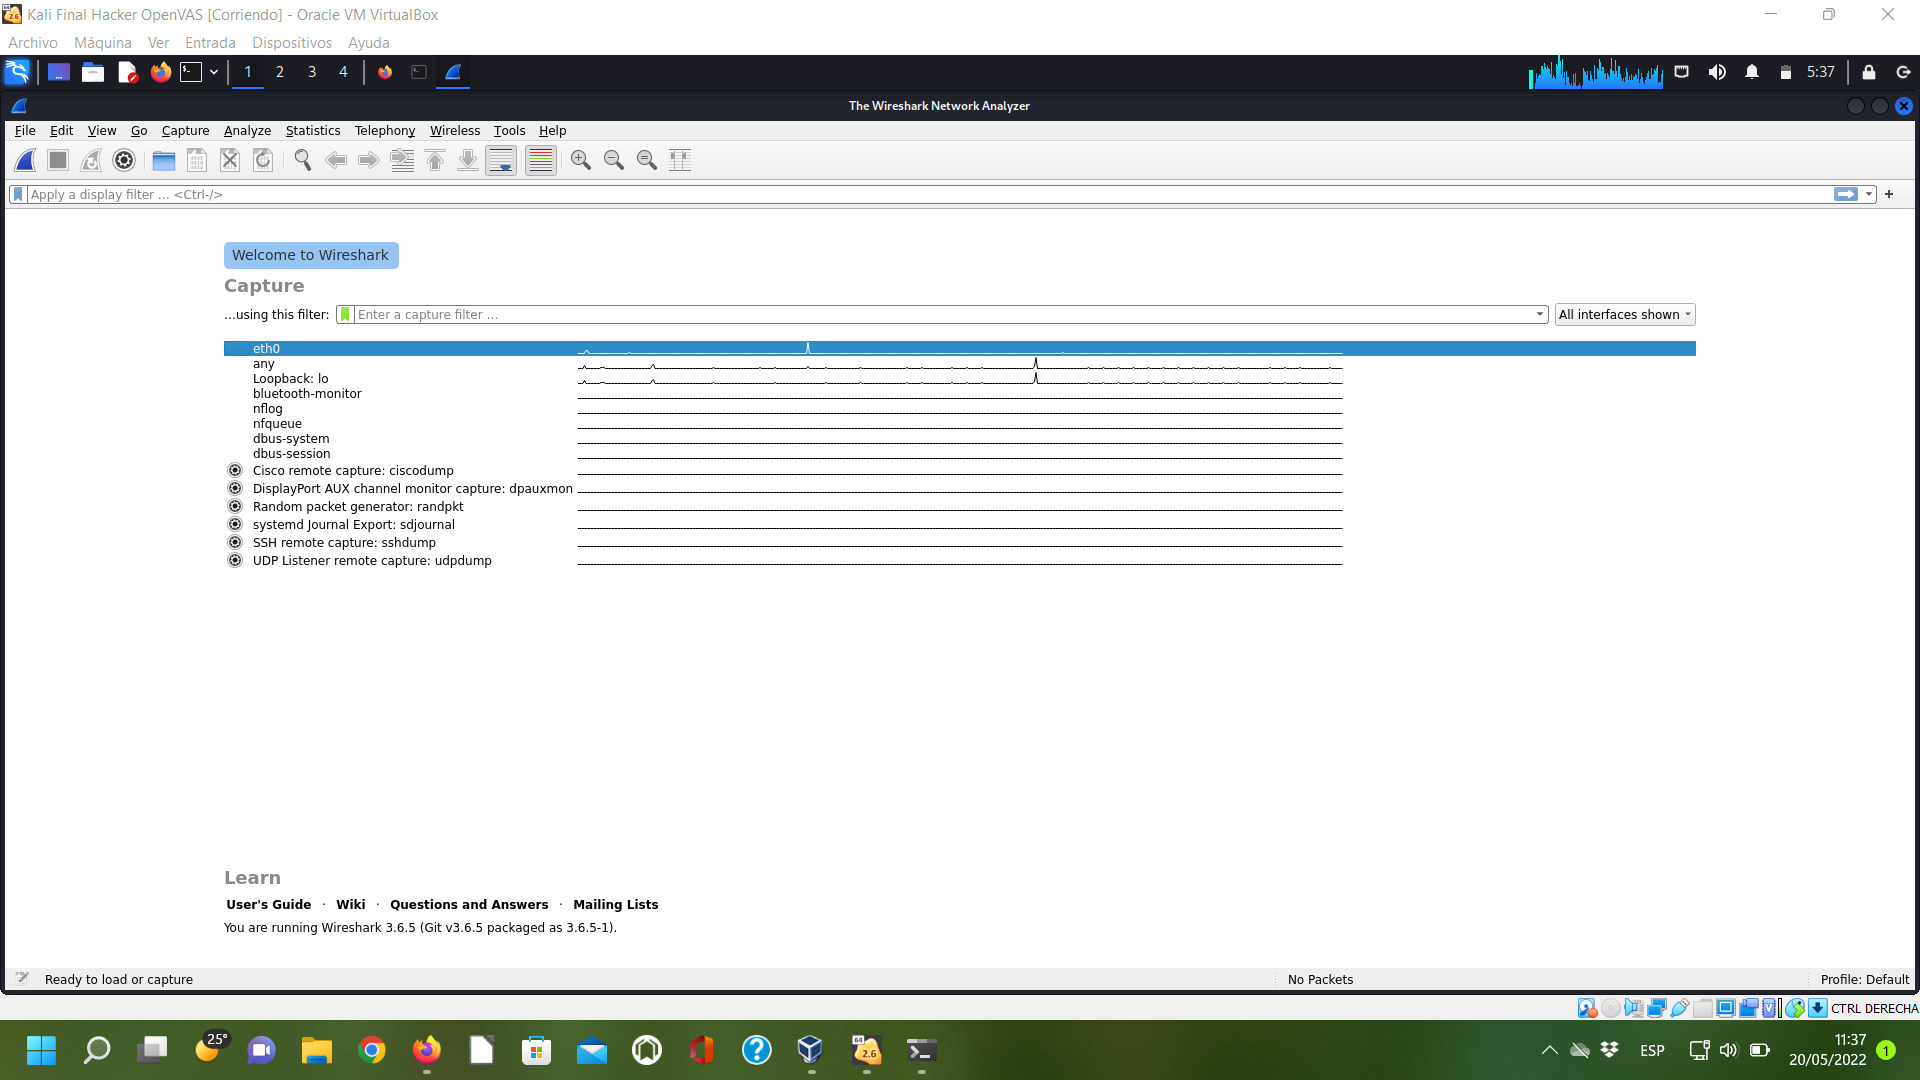 Kali Final Hacker OpenVAS [Corriendo] - Oracle VM VirtualBox
Archivo Máquina Ver Entrada Dispositivos Ayuda
1 2 3 4 5:37
The Wireshark Network Analyzer
File Edit View Go Capture Analyze Statistics Telephony Wireless Tools Help
Apply a display filter … <Ctrl-/>
Welcome to Wireshark
Capture
…using this filter: Enter a capture filter … All interfaces shown
eth0
any
Loopback: lo
bluetooth-monitor
nflog
nfqueue
dbus-system
dbus-session
Cisco remote capture: ciscodump
DisplayPort AUX channel monitor capture: dpauxmon
Random packet generator: randpkt
systemd Journal Export: sdjournal
SSH remote capture: sshdump
UDP Listener remote capture: udpdump
Learn
User's Guide · Wiki · Questions and Answers · Mailing Lists
You are running Wireshark 3.6.5 (Git v3.6.5 packaged as 3.6.5-1).
Ready to load or capture No Packets Profile: Default
CTRL DERECHA
25°
64
2.6
ESP
11:37
20/05/2022
1